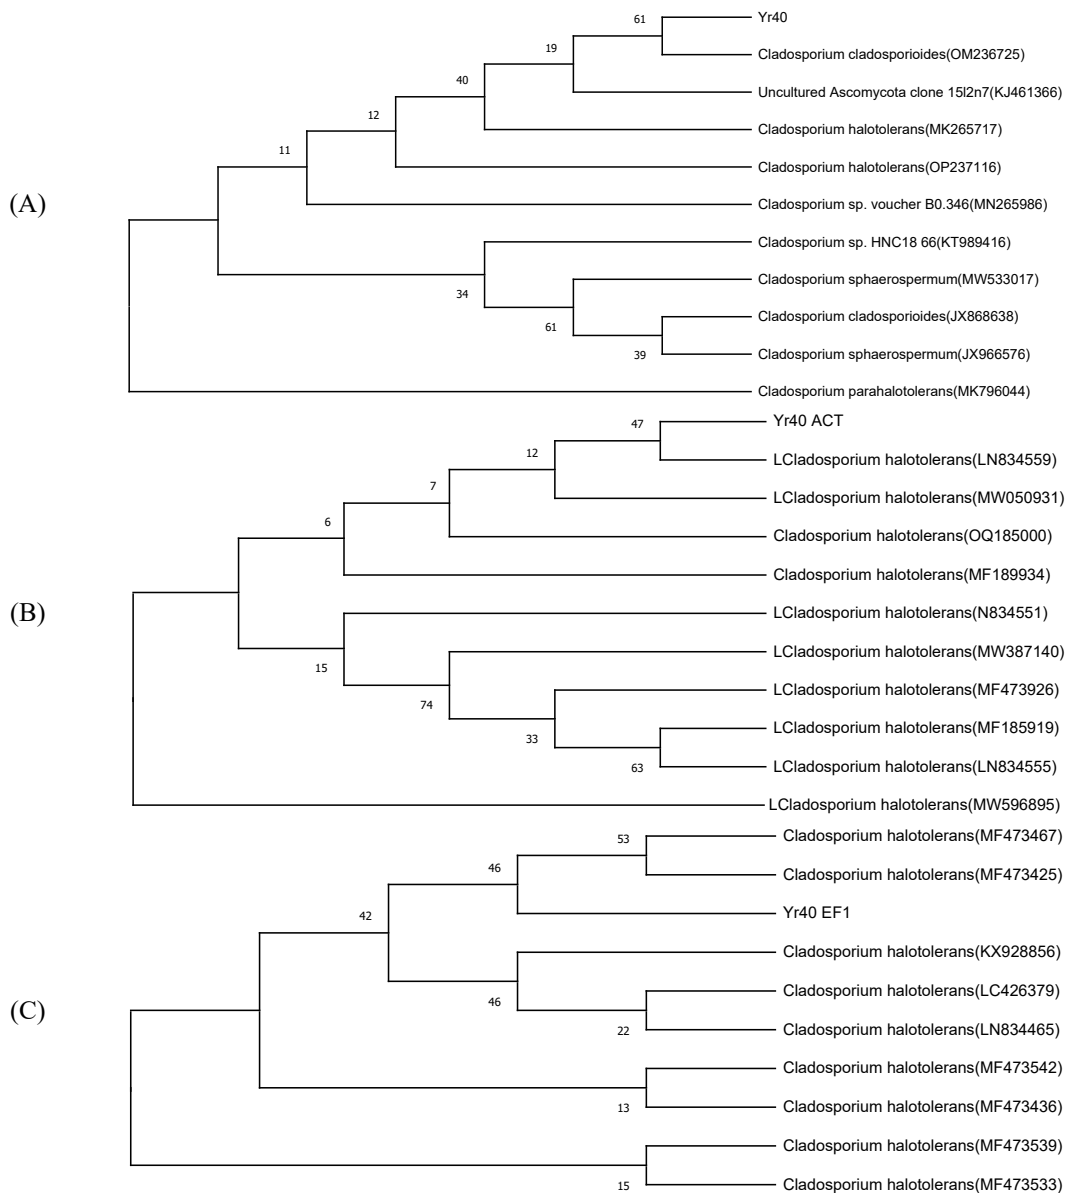 61
Yr40
19
Cladosporium cladosporioides(OM236725)
40
Uncultured Ascomycota clone 15l2n7(KJ461366)
12
Cladosporium halotolerans(MK265717)
11
Cladosporium halotolerans(OP237116)
(A)
Cladosporium sp. voucher B0.346(MN265986)
Cladosporium sp. HNC18 66(KT989416)
34
Cladosporium sphaerospermum(MW533017)
61
Cladosporium cladosporioides(JX868638)
39
Cladosporium sphaerospermum(JX966576)
Cladosporium parahalotolerans(MK796044)
47
Yr40 ACT
12
LCladosporium halotolerans(LN834559)
7
LCladosporium halotolerans(MW050931)
6
Cladosporium halotolerans(OQ185000)
Cladosporium halotolerans(MF189934)
(B)
LCladosporium halotolerans(N834551)
15
LCladosporium halotolerans(MW387140)
74
LCladosporium halotolerans(MF473926)
33
LCladosporium halotolerans(MF185919)
63
LCladosporium halotolerans(LN834555)
LCladosporium halotolerans(MW596895)
53
Cladosporium halotolerans(MF473467)
46
Cladosporium halotolerans(MF473425)
42
Yr40 EF1
Cladosporium halotolerans(KX928856)
46
Cladosporium halotolerans(LC426379)
(C)
22
Cladosporium halotolerans(LN834465)
Cladosporium halotolerans(MF473542)
13
Cladosporium halotolerans(MF473436)
Cladosporium halotolerans(MF473539)
15
Cladosporium halotolerans(MF473533)